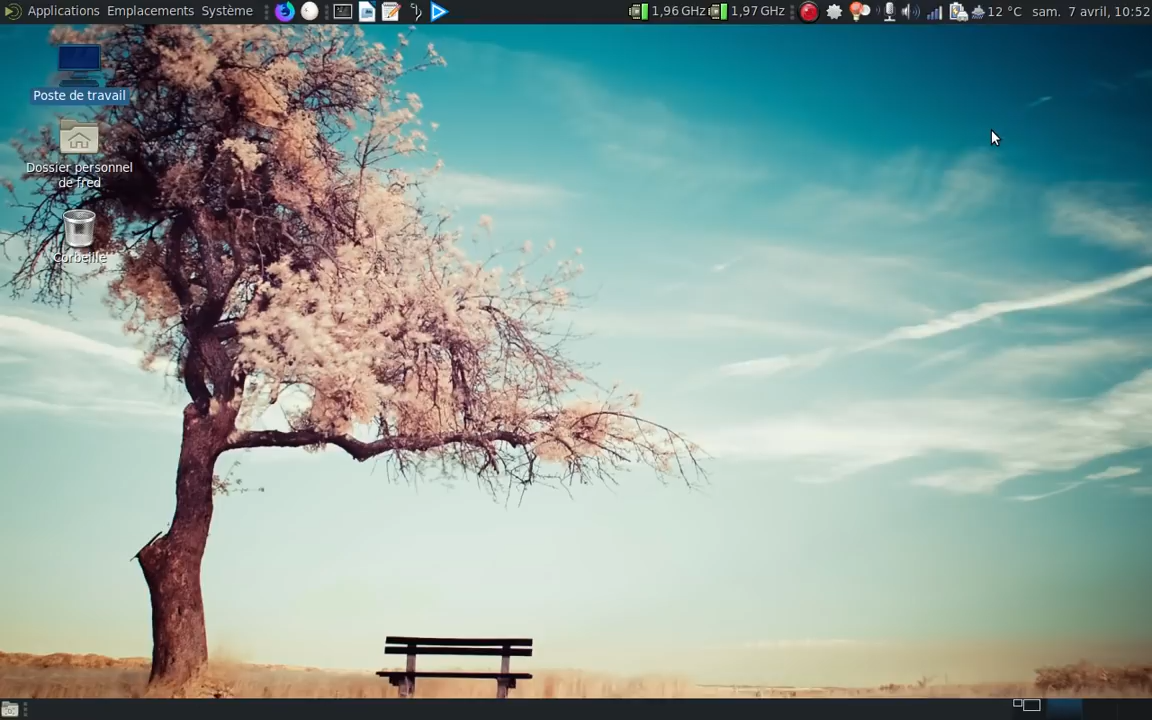 Applications Emplacements Système 1,96 GHz 1,97 GHz 12 °C sam. 7 avril, 10:52
Poste de travail
Dossier personnel
de fred
Corbeille